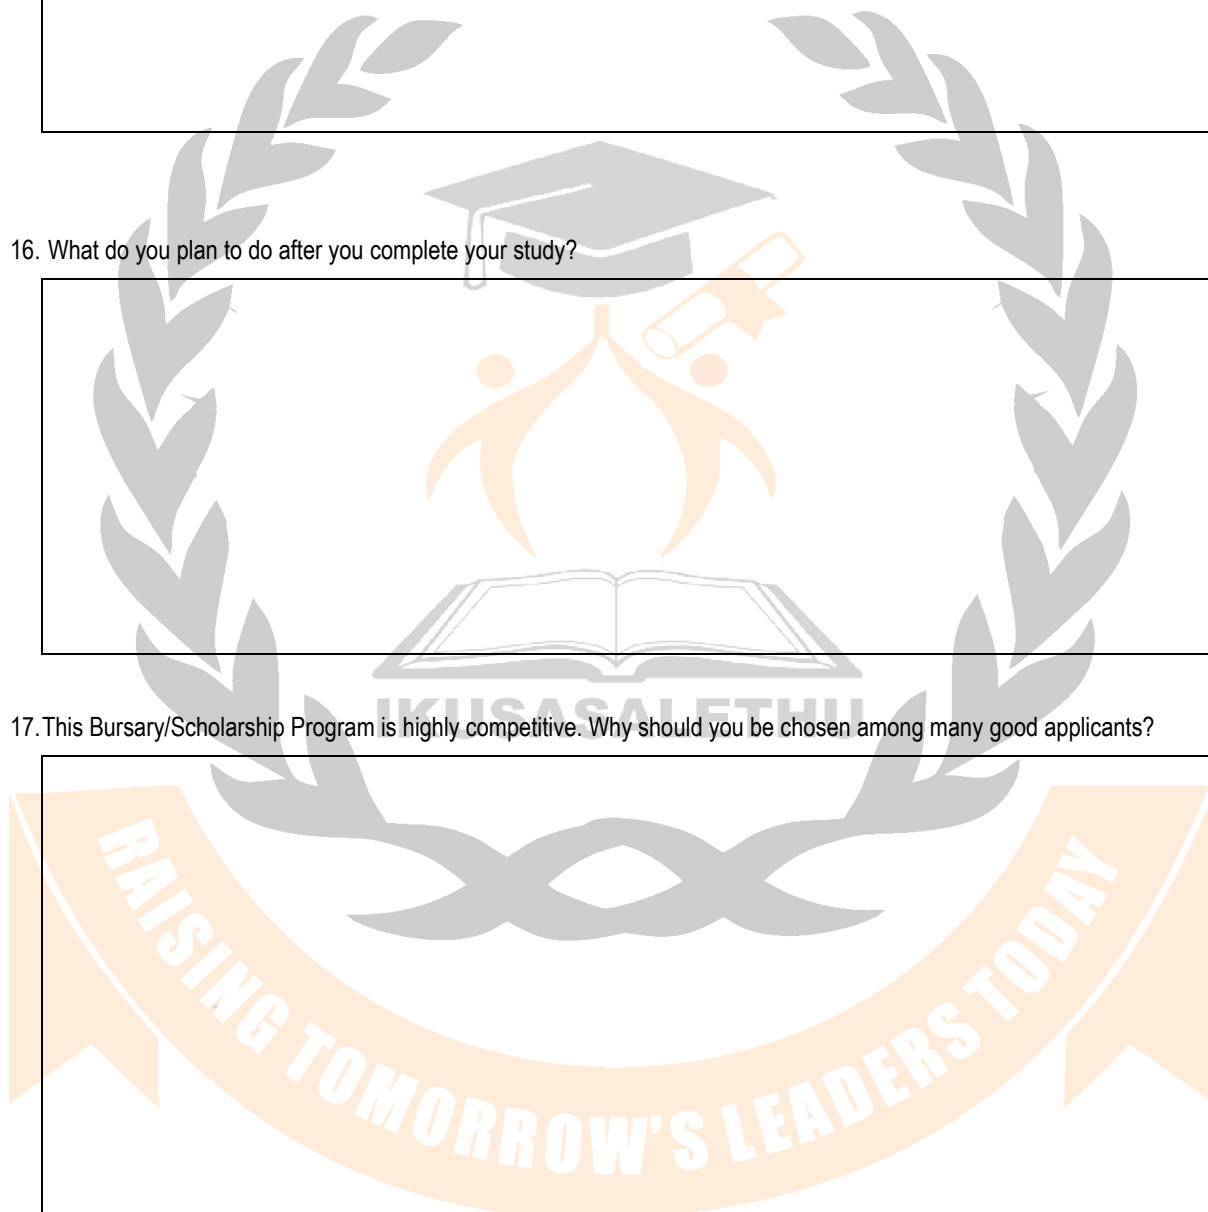 16. What do you plan to do after you complete your study?
IKUSASALETHU
17. This Bursary/Scholarship Program is highly competitive. Why should you be chosen among many good applicants?
RAISING TOMORROW'S LEADERS TODAY